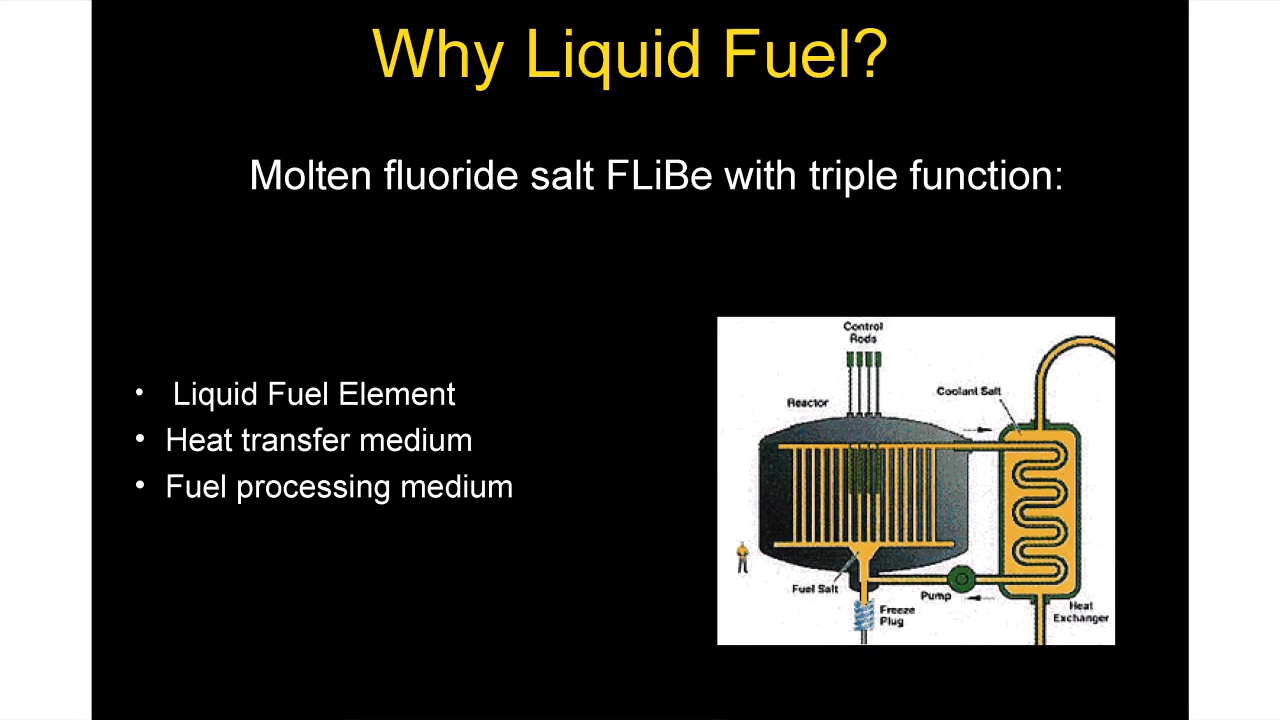 Why Liquid Fuel?
Molten fluoride salt FLiBe with triple function:
• Liquid Fuel Element
• Heat transfer medium
• Fuel processing medium
Control
Rods
Reactor
Coolant Salt
Fuel Salt
Pump
Freeze
Plug
Heat
Exchanger